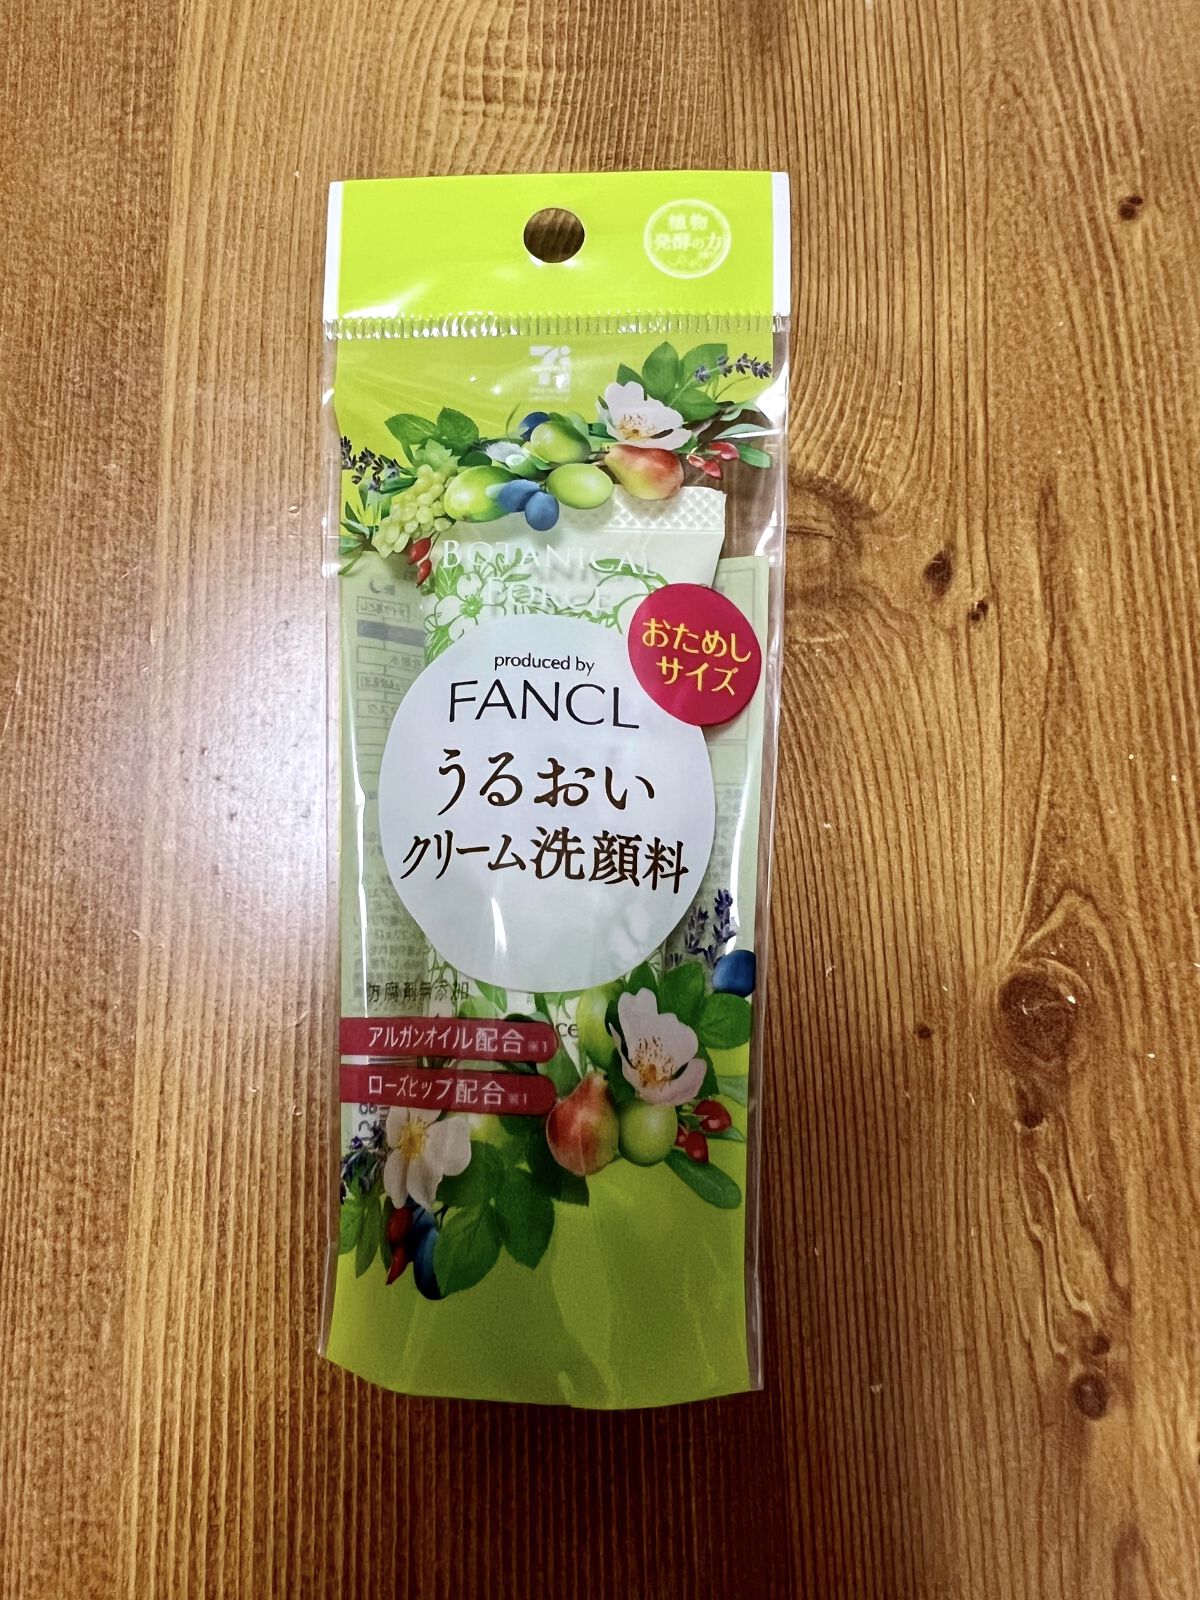 植物
発酵の力
BOTANICAL
FORCE
おためし
サイズ
produced by
FANCL
うるおい
クリーム洗顔料
防腐剤無添加
アルガンオイル配合※1
ローズヒップ配合※1